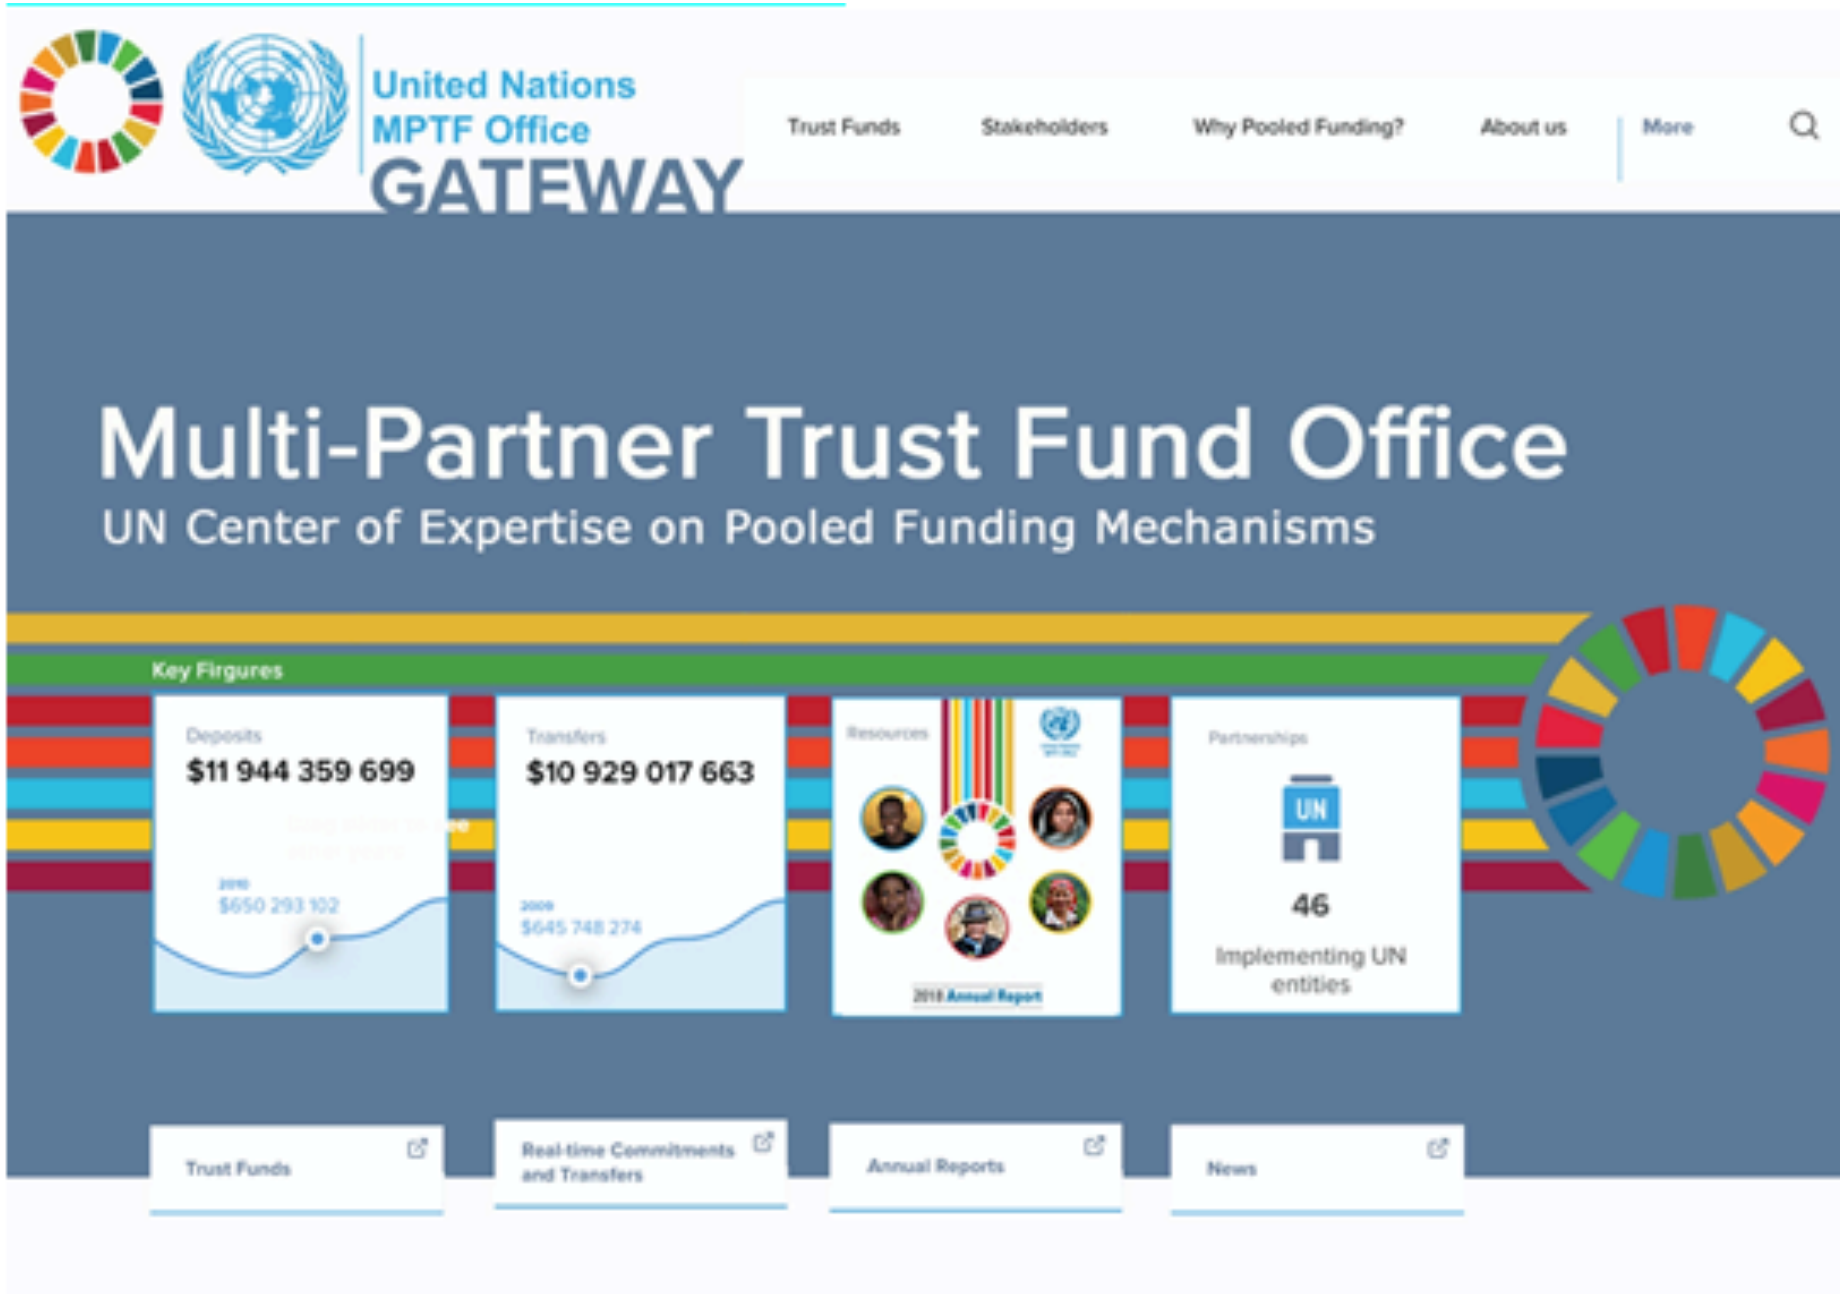 United Nations
MPTF Office
GATEWAY
Trust Funds
Stakeholders
Why Pooled Funding?
About us
More
Multi-Partner Trust Fund Office
UN Center of Expertise on Pooled Funding Mechanisms
Key Firgures
Deposits
$11 944 359 699
2010
$650 293 102
Transfers
$10 929 017 663
2009
$645 748 274
Resources
2018 Annual Report
Partnerships
UN
46
Implementing UN
entities
Trust Funds
Real-time Commitments
and Transfers
Annual Reports
News